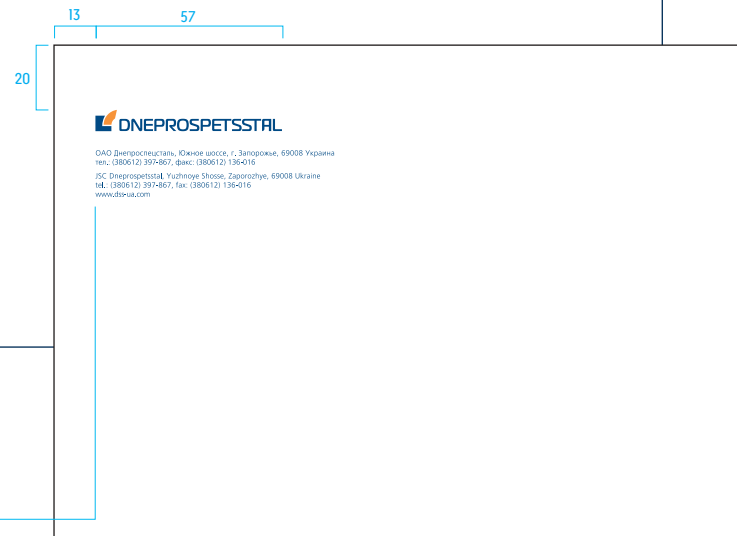 13
57
20
DNEPROSPETSSTAL
ОАО Днепроспецсталь, Южное шоссе, г. Запорожье, 69008 Украина
тел.: (380612) 397-867, факс: (380612) 136-016
JSC Dneprospetsstal, Yuzhnoye Shosse, Zaporozhye, 69008 Ukraine
tel.: (380612) 397-867, fax: (380612) 136-016
www.dss-ua.com